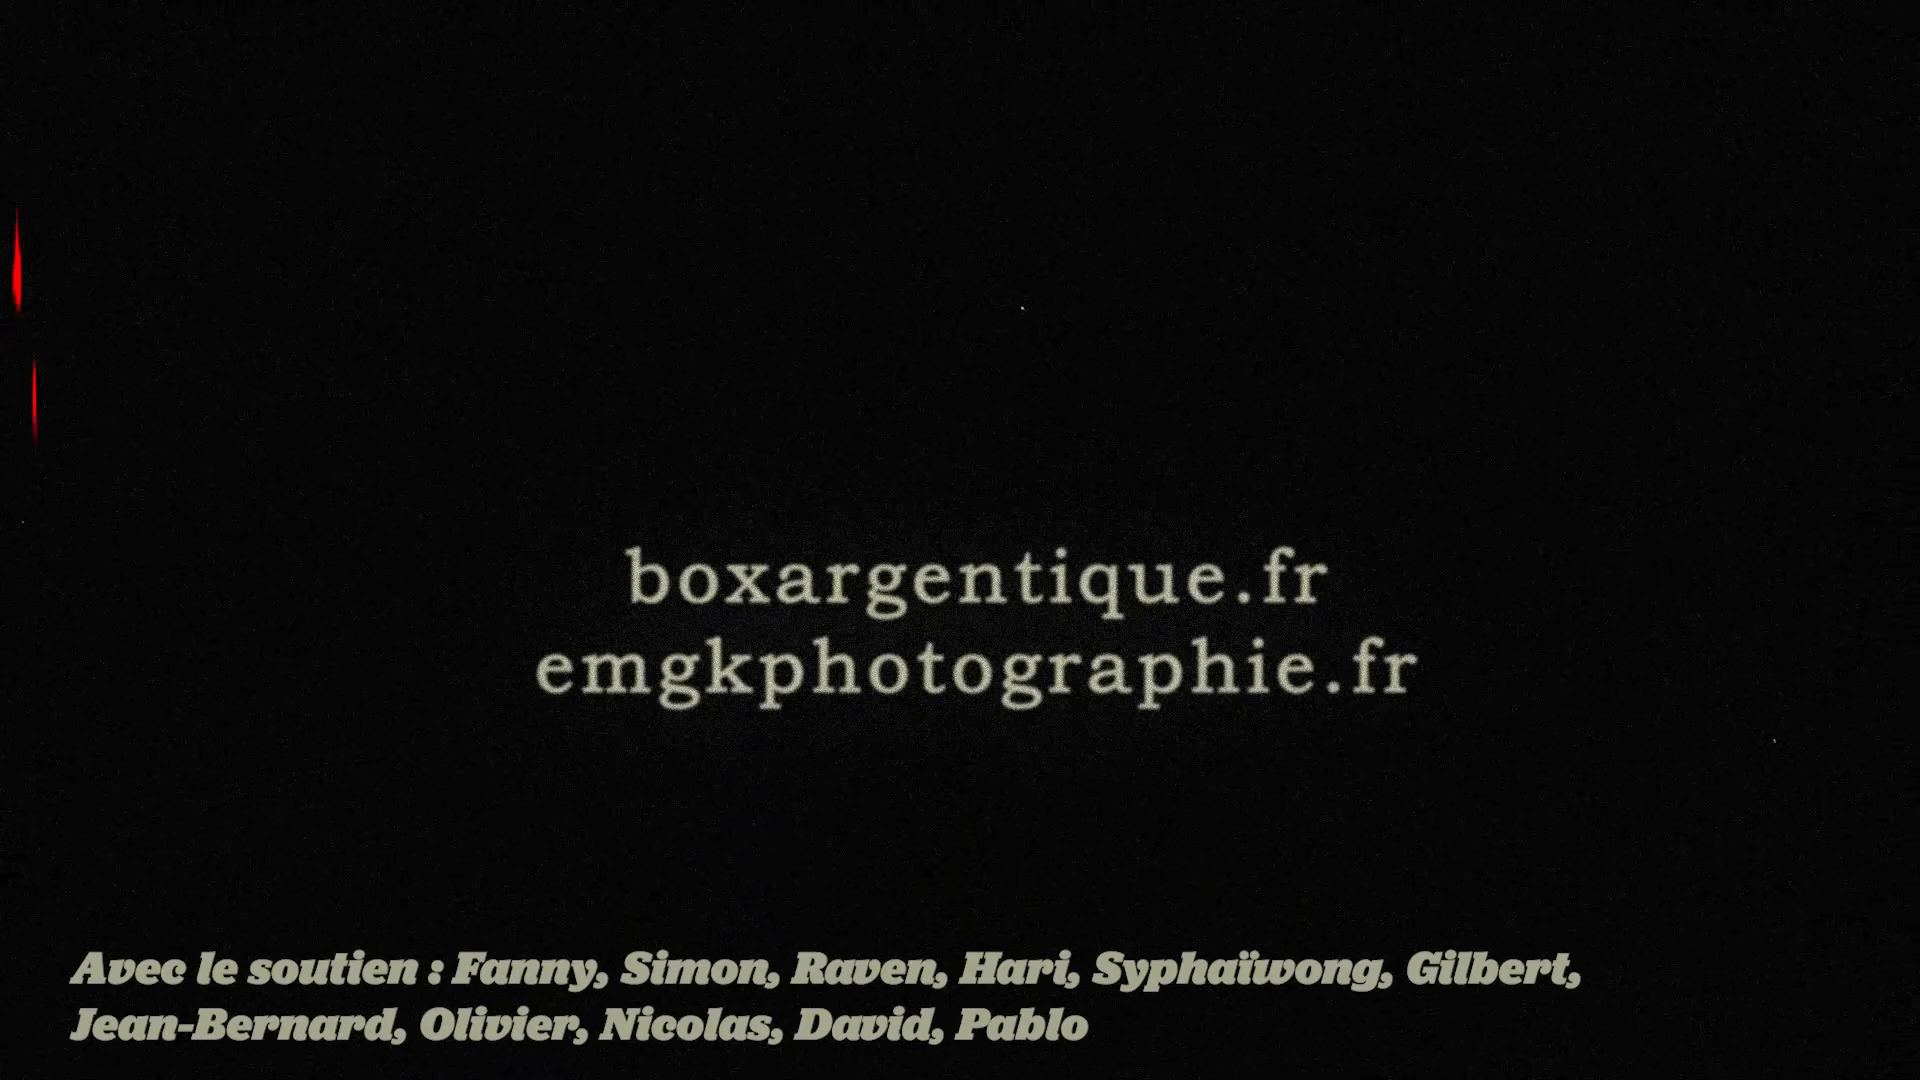 boxargentique.fr
emgkphotographie.fr
Avec le soutien : Fanny, Simon, Raven, Hari, Syphaïwong, Gilbert,
Jean-Bernard, Olivier, Nicolas, David, Pablo